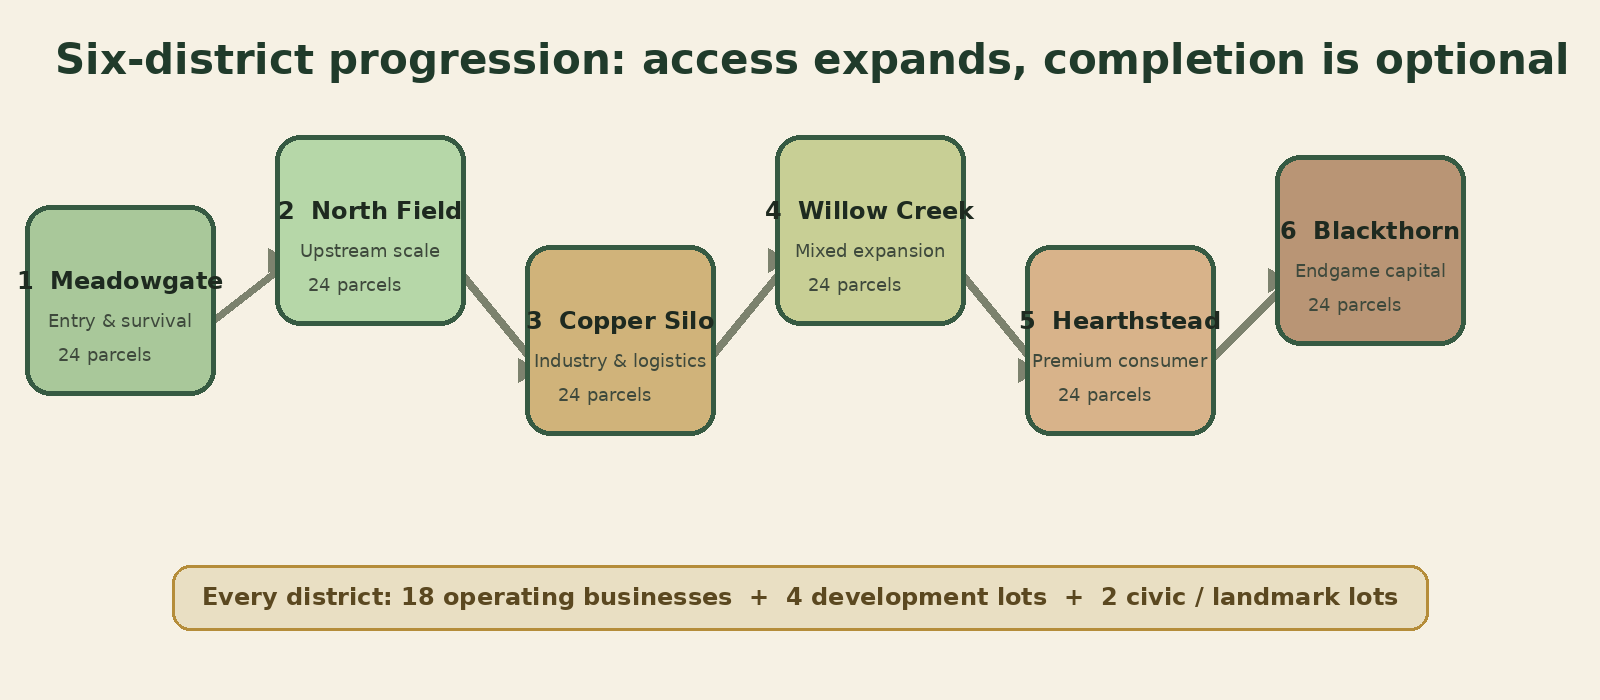 Six-district progression: access expands, completion is optional
1 Meadowgate
Entry & survival
24 parcels
2 North Field
Upstream scale
24 parcels
3 Copper Silo
Industry & logistics
24 parcels
4 Willow Creek
Mixed expansion
24 parcels
5 Hearthstead
Premium consumer
24 parcels
6 Blackthorn
Endgame capital
24 parcels
Every district: 18 operating businesses + 4 development lots + 2 civic / landmark lots